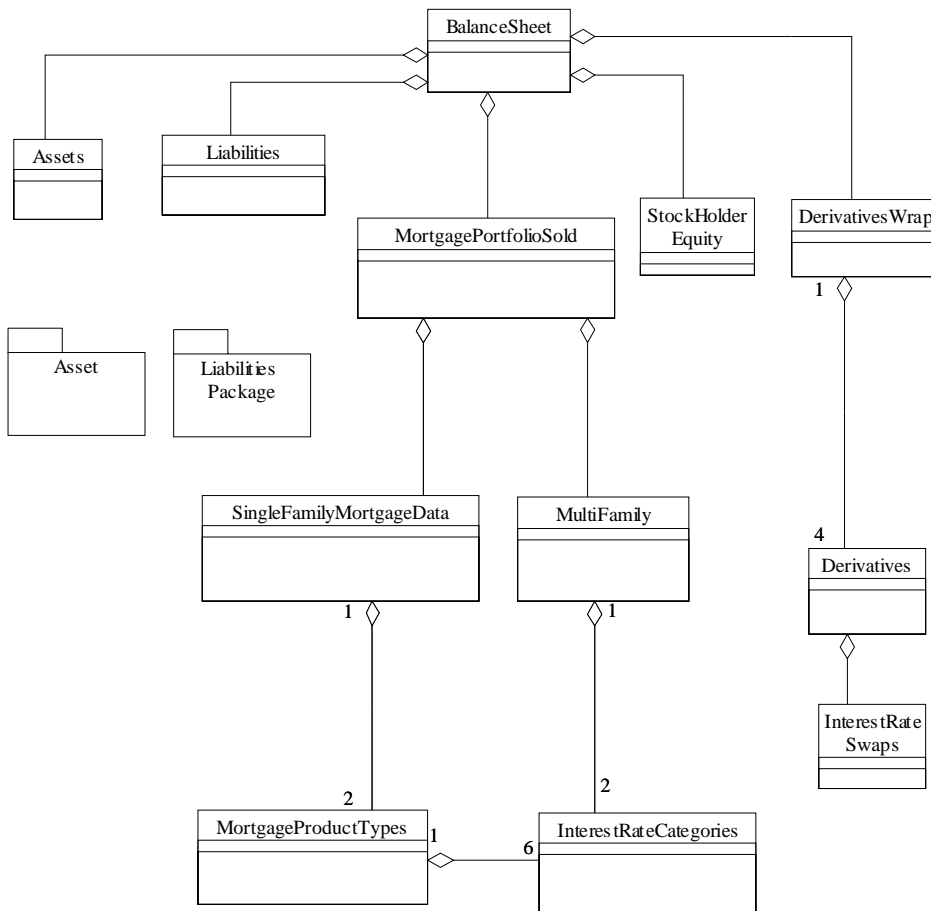 BalanceSheet
Assets
Liabilities
MortgagePortfolioSold
StockHolder
Equity
DerivativesWrap
1
Asset
Liabilities
Package
SingleFamilyMortgageData
MultiFamily
4
Derivatives
1
1
InterestRate
Swaps
2
2
MortgageProductTypes
1
6
InterestRateCategories